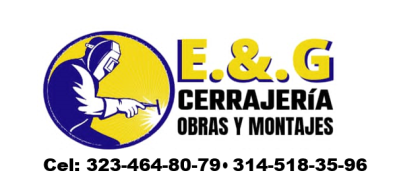 E.&.G
CERRAJERÍA
OBRAS Y MONTAJES
Cel: 323-464-80-79• 314-518-35-96